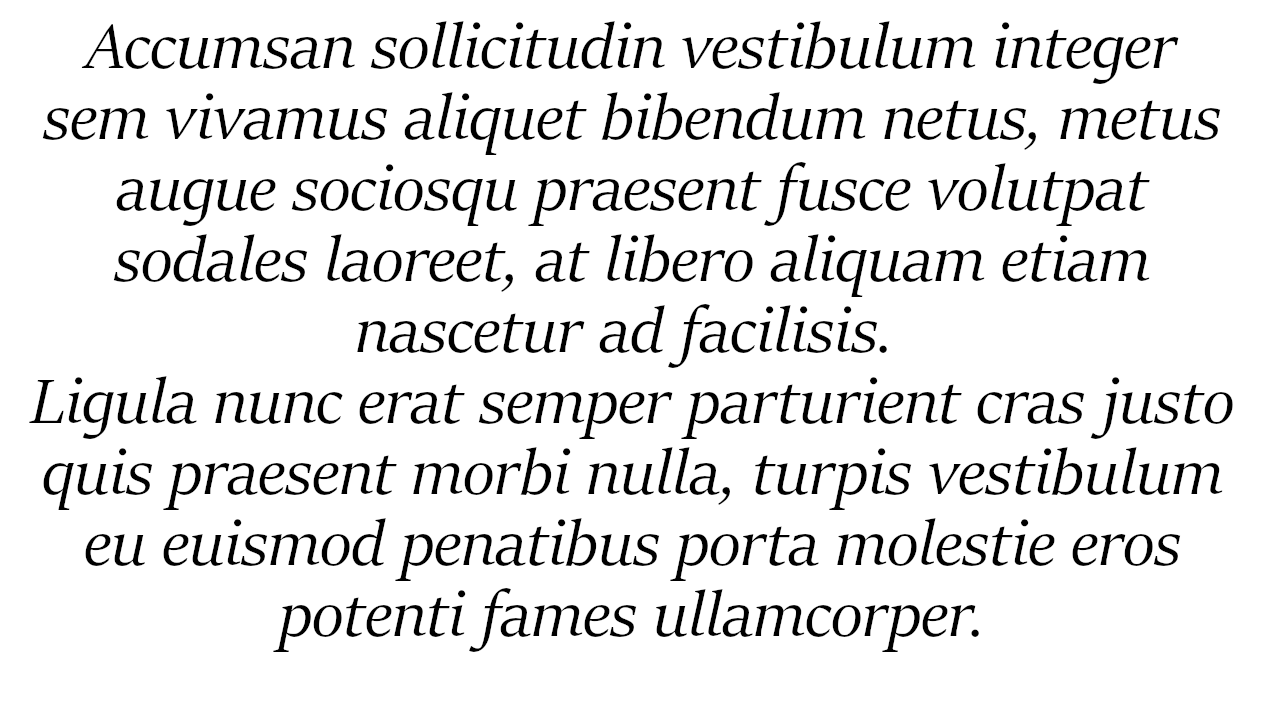 Accumsan sollicitudin vestibulum integer
sem vivamus aliquet bibendum netus, metus
augue sociosqu praesent fusce volutpat
sodales laoreet, at libero aliquam etiam
nascetur ad facilisis.
Ligula nunc erat semper parturient cras justo
quis praesent morbi nulla, turpis vestibulum
eu euismod penatibus porta molestie eros
potenti fames ullamcorper.